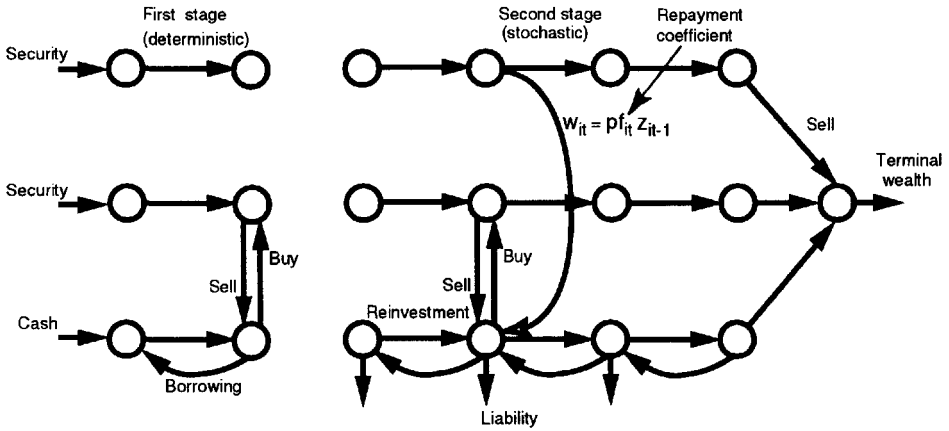 First stage
(deterministic)
Second stage
(stochastic)
Repayment
coefficient
Security
w_it = pf_it z_it-1
Sell
Terminal
wealth
Security
Buy
Sell
Buy
Sell
Reinvestment
Cash
Borrowing
Liability